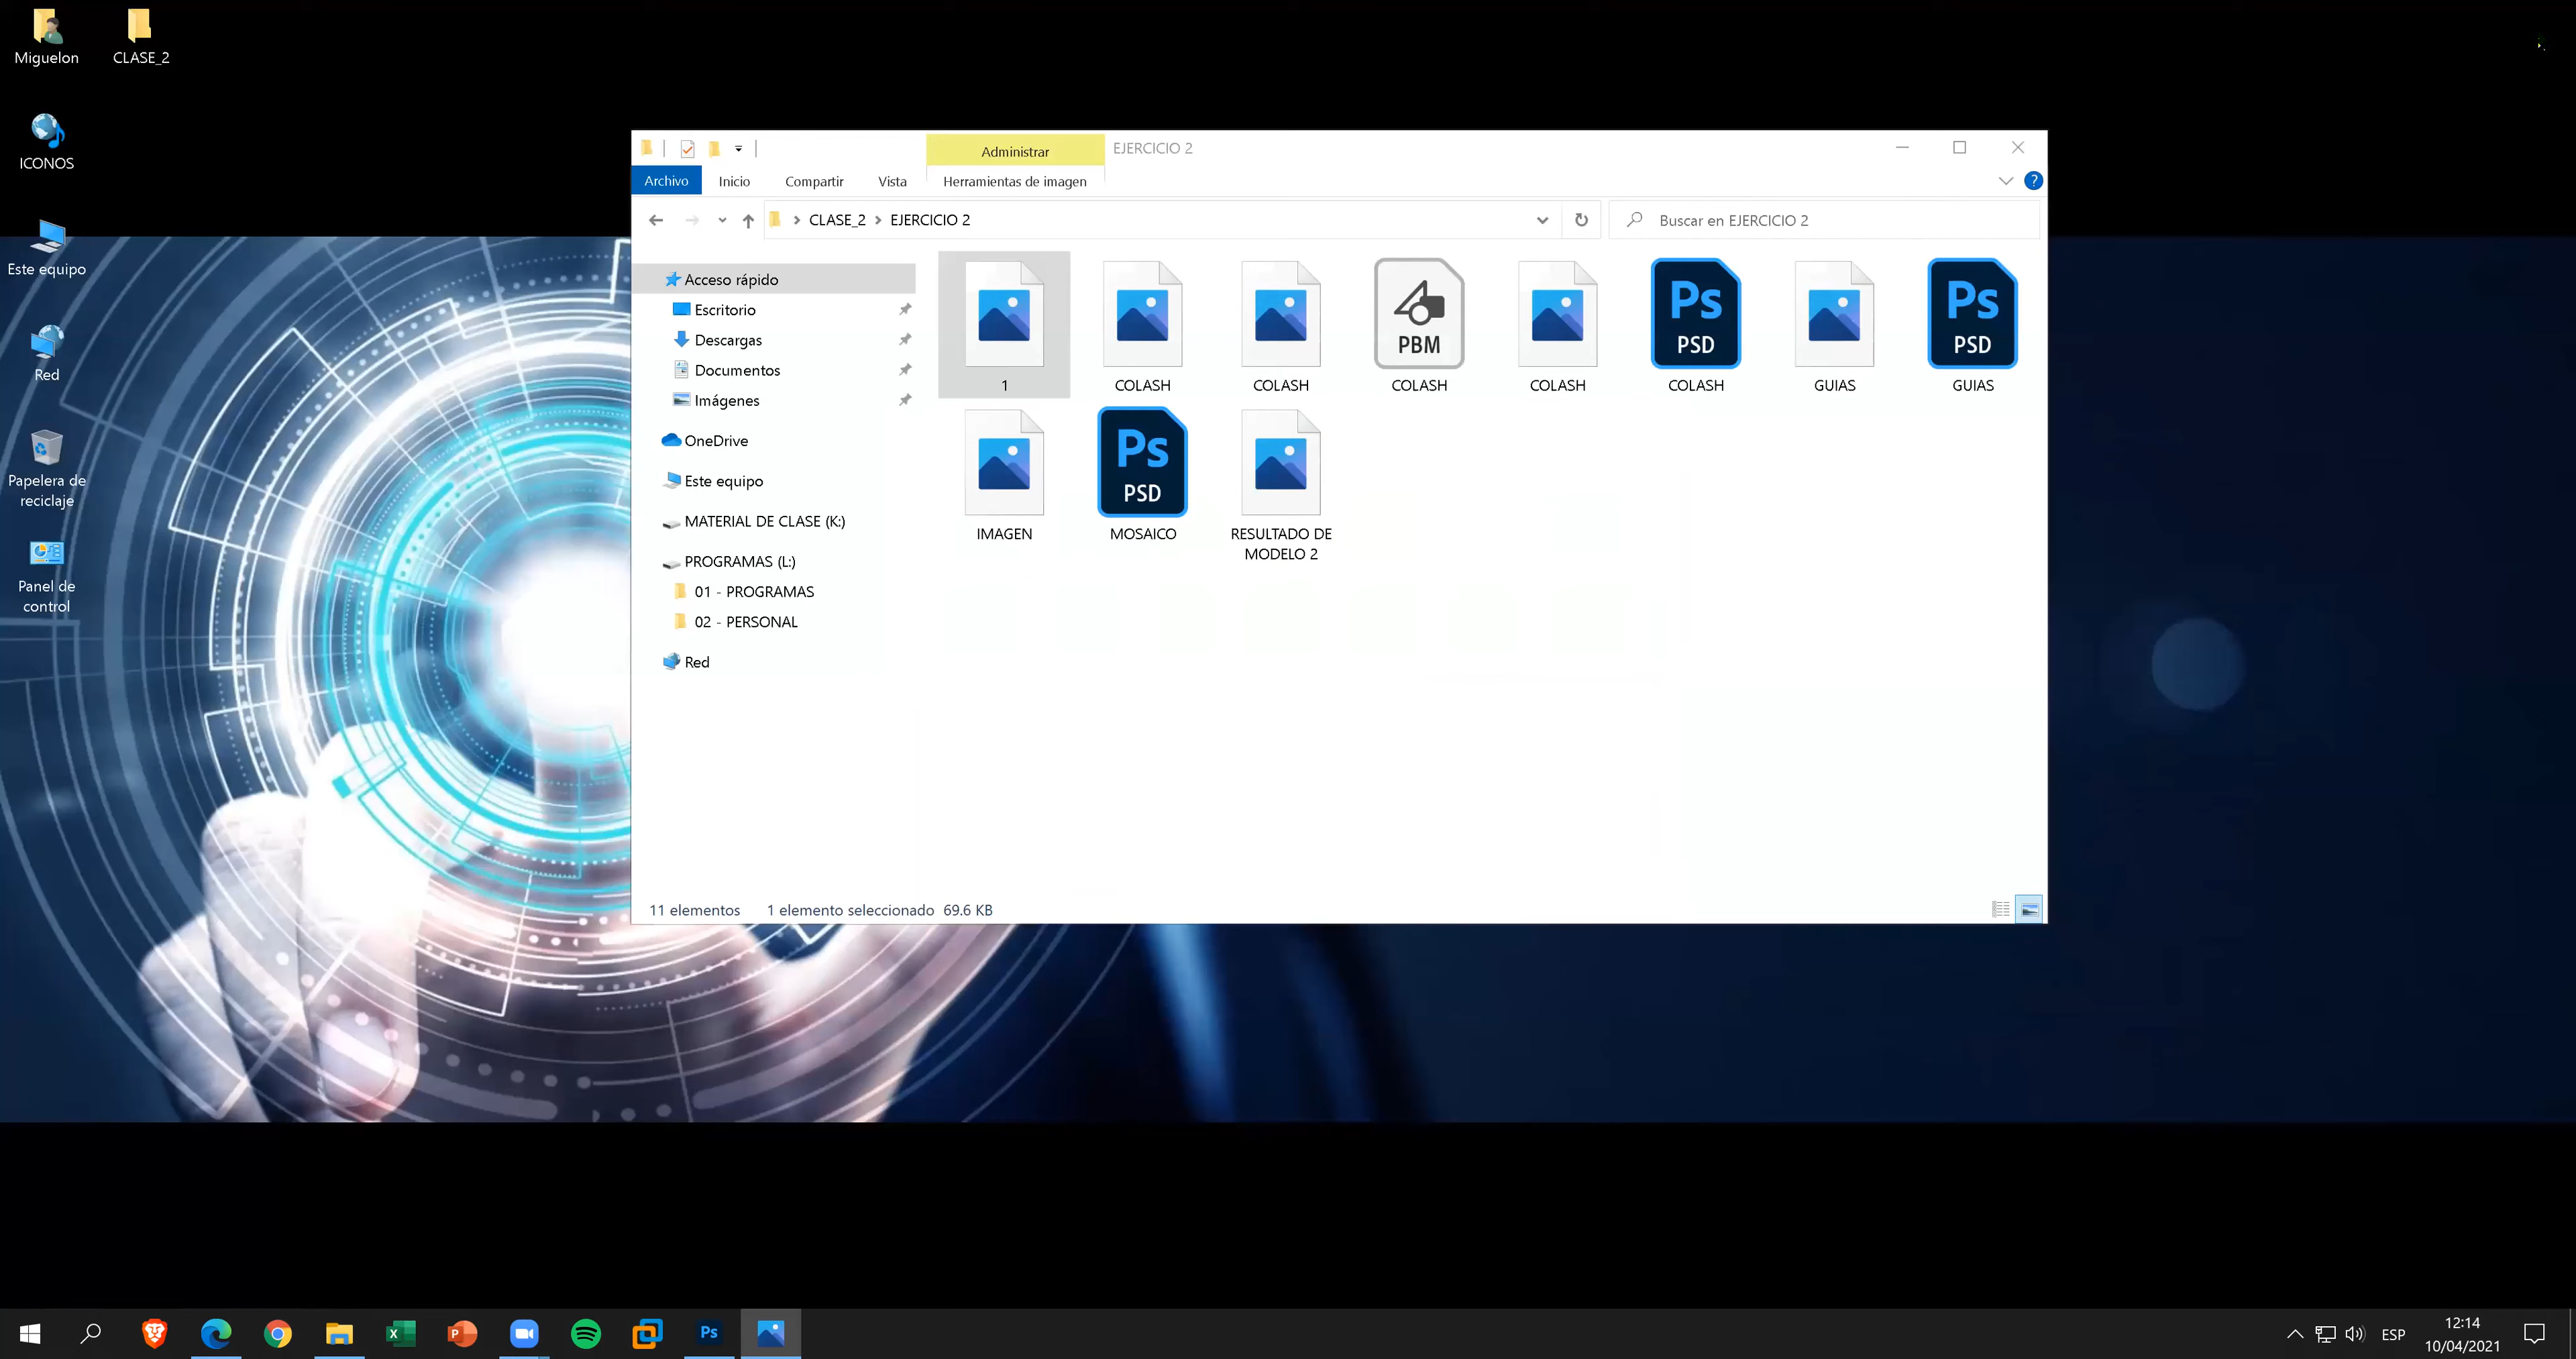 Miguelon
CLASE_2
ICONOS
Este equipo
Red
Papelera de
reciclaje
Panel de
control
Administrar
EJERCICIO 2
Archivo
Inicio
Compartir
Vista
Herramientas de imagen
?
CLASE_2
EJERCICIO 2
Buscar en EJERCICIO 2
Acceso rápido
Escritorio
Descargas
Documentos
Imágenes
OneDrive
Este equipo
MATERIAL DE CLASE (K:)
PROGRAMAS (L:)
01 - PROGRAMAS
02 - PERSONAL
Red
1
COLASH
COLASH
PBM
COLASH
COLASH
Ps
PSD
COLASH
GUIAS
Ps
PSD
GUIAS
IMAGEN
Ps
PSD
MOSAICO
RESULTADO DE
MODELO 2
11 elementos
1 elemento seleccionado 69.6 KB
X
P
Ps
ESP
12:14
10/04/2021